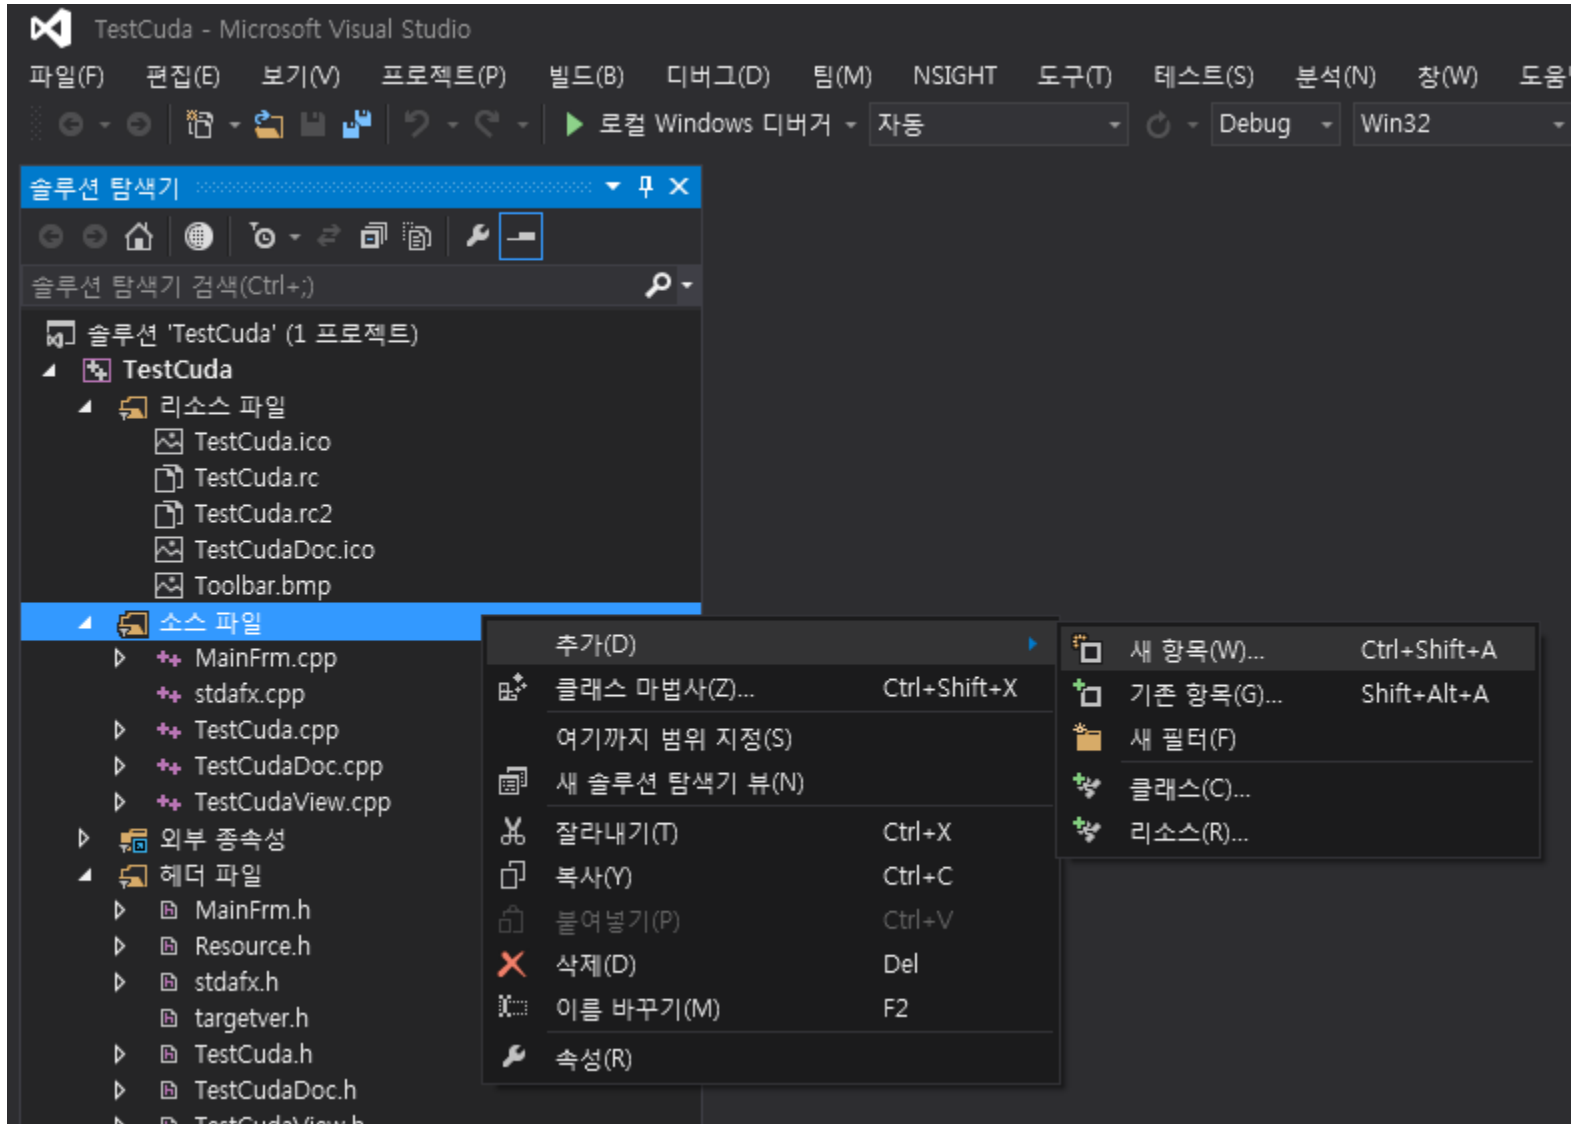 TestCuda - Microsoft Visual Studio
파일(F) 편집(E) 보기(V) 프로젝트(P) 빌드(B) 디버그(D) 팀(M) NSIGHT 도구(T) 테스트(S) 분석(N) 창(W) 도움
로컬 Windows 디버거 자동 Debug Win32
솔루션 탐색기
솔루션 탐색기 검색(Ctrl+;)
솔루션 'TestCuda' (1 프로젝트)
TestCuda
리소스 파일
TestCuda.ico
TestCuda.rc
TestCuda.rc2
TestCudaDoc.ico
Toolbar.bmp
소스 파일
MainFrm.cpp
stdafx.cpp
TestCuda.cpp
TestCudaDoc.cpp
TestCudaView.cpp
외부 종속성
헤더 파일
MainFrm.h
Resource.h
stdafx.h
targetver.h
TestCuda.h
TestCudaDoc.h
TestCudaView.h
추가(D)
클래스 마법사(Z)... Ctrl+Shift+X
여기까지 범위 지정(S)
새 솔루션 탐색기 뷰(N)
잘라내기(T) Ctrl+X
복사(Y) Ctrl+C
붙여넣기(P) Ctrl+V
삭제(D) Del
이름 바꾸기(M) F2
속성(R)
새 항목(W)... Ctrl+Shift+A
기존 항목(G)... Shift+Alt+A
새 필터(F)
클래스(C)...
리소스(R)...